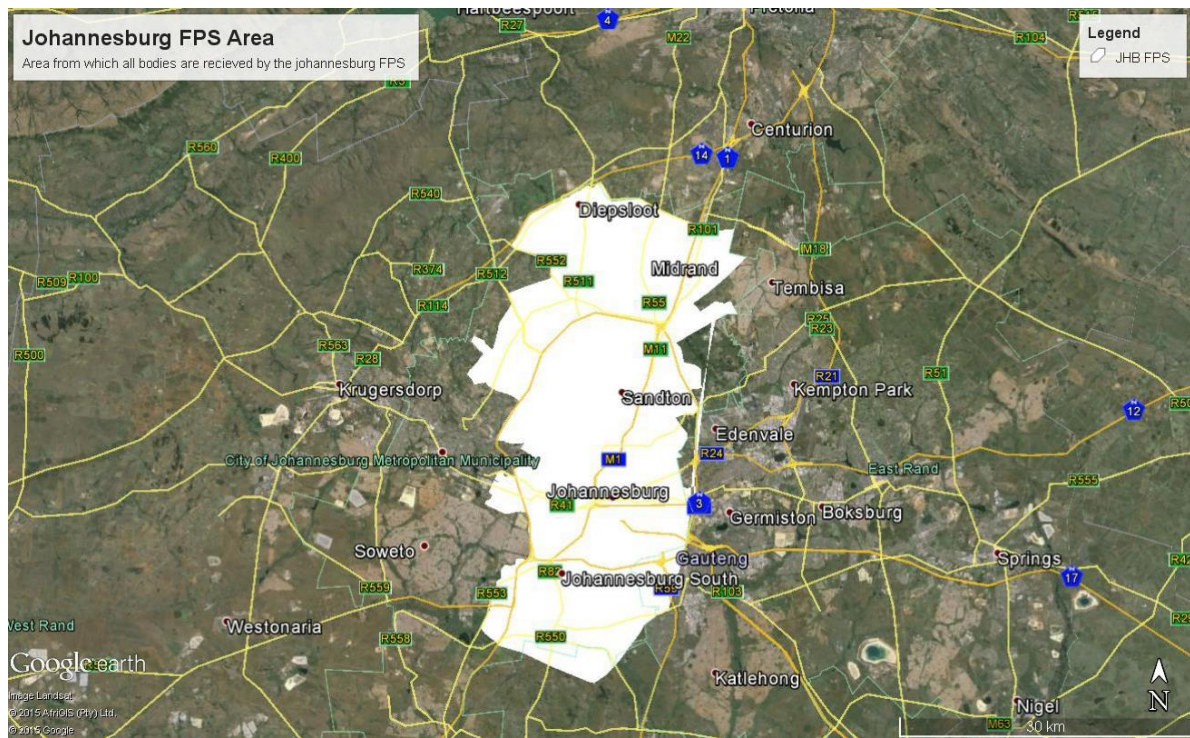 Johannesburg FPS Area
Area from which all bodies are recieved by the johannesburg FPS
Legend
JHB FPS
R27
4
M22
R104
Centurion
R560
R400
14
1
R540
Diepsloot
R101
M18
R552
R374
R512
Midrand
R509
R100
R511
Tembisa
R114
R55
R25
R23
R500
R563
R28
M11
R51
Krugersdorp
R21
Kempton Park
Sandton
12
Edenvale
City of Johannesburg Metropolitan Municipality
M1
R24
East Rand
R555
Johannesburg
R41
3
Germiston
Boksburg
Soweto
Gauteng
Springs
R82
Johannesburg South
17
R559
R553
R59
R103
Westonaria
West Rand
R558
R550
Google earth
Katlehong
Image Landsat
© 2015 AfriGIS (Pty) Ltd.
© 2015 Google
N
Nigel
M63
30 km